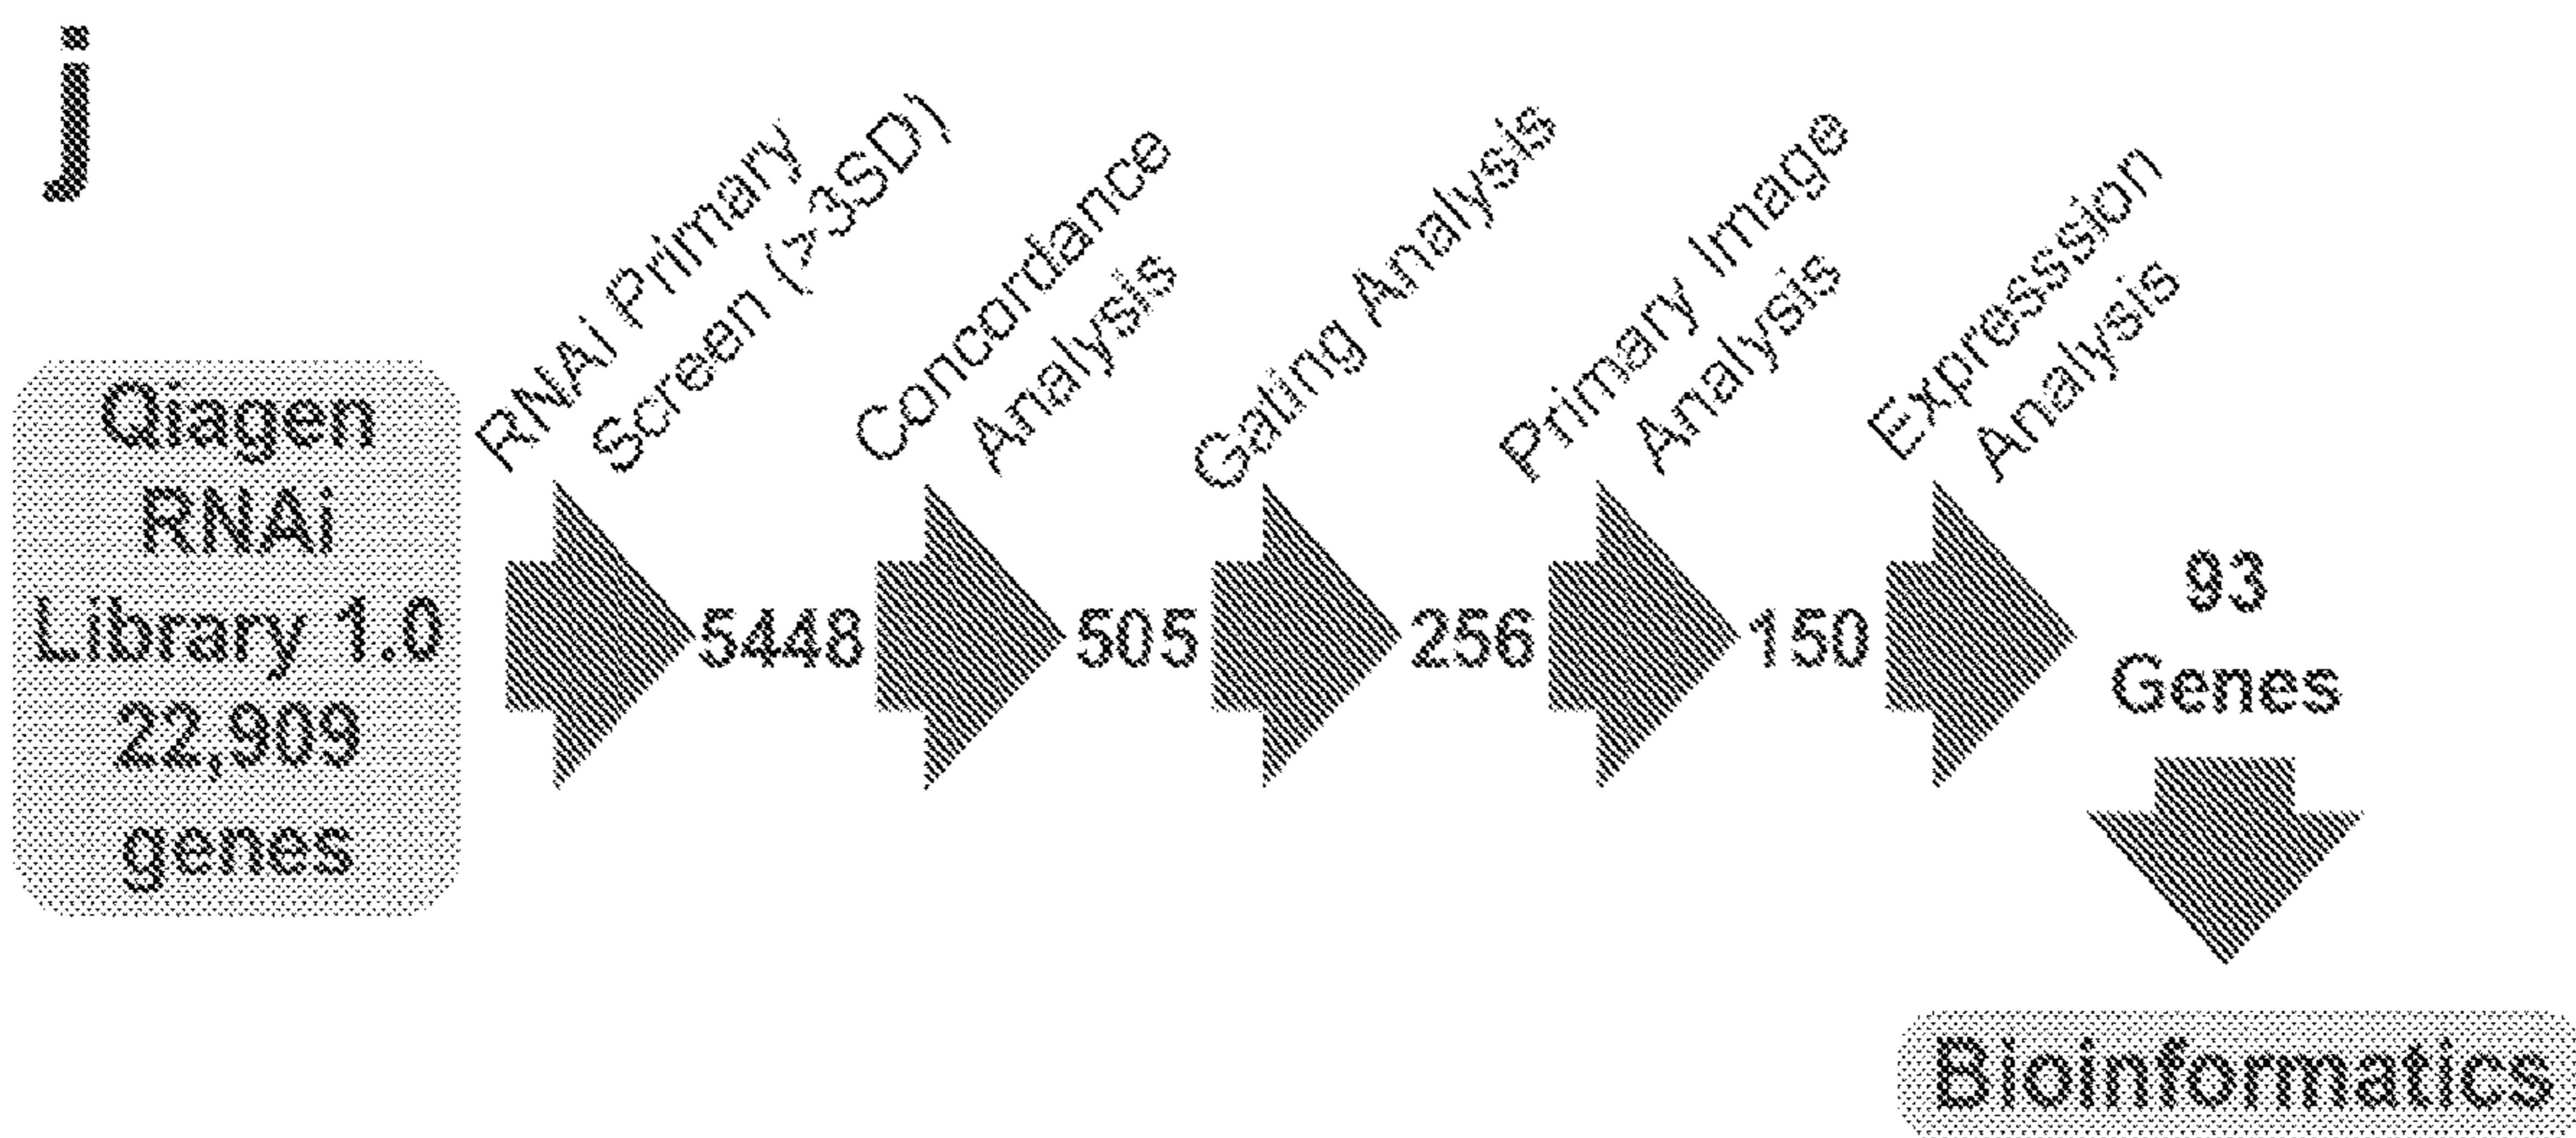 j
Qiagen
RNAi
Library 1.0
22,909
genes
RNAi Primary
Screen (>3SD)
5448
Concordance
Analysis
505
Gating Analysis
256
Primary Image
Analysis
150
Expression
Analysis
93
Genes
Bioinformatics